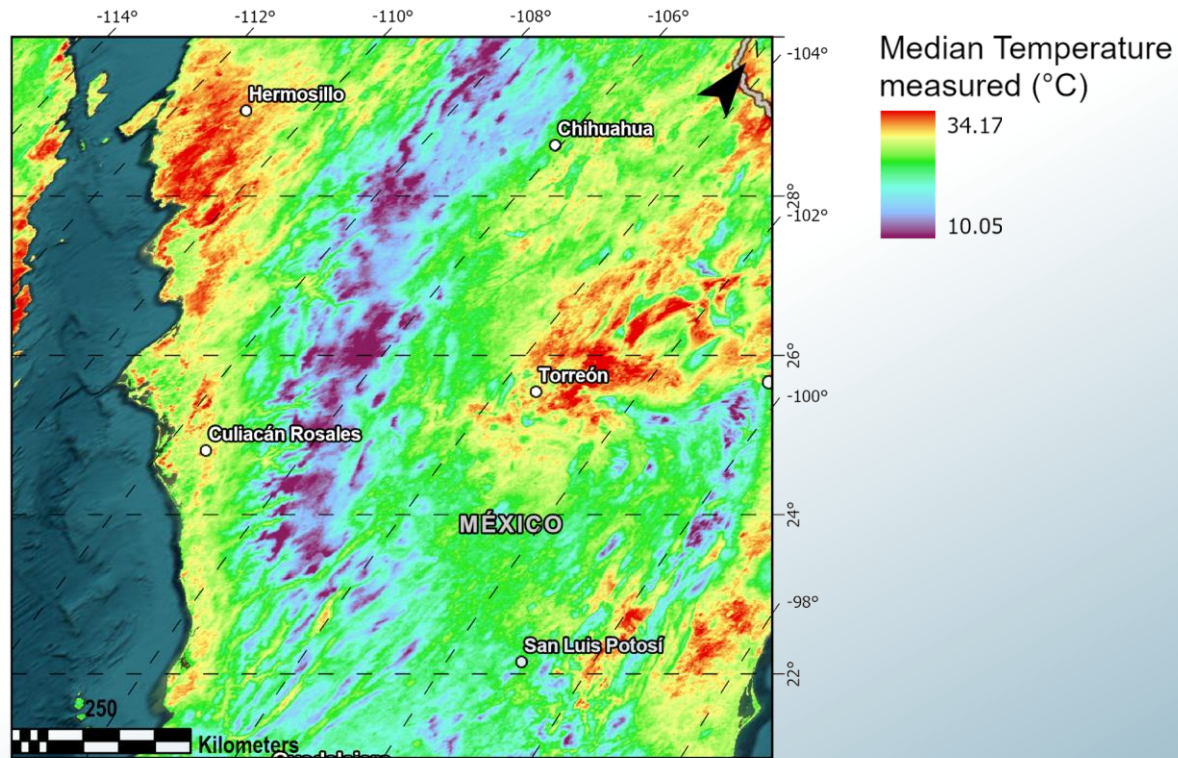 -114°
-112°
-110°
-108°
-106°
N
-104°
Median Temperature
measured (°C)
34.17
10.05
Hermosillo
Chihuahua
28°
-102°
26°
Torreón
-100°
Culiacán Rosales
24°
MÉXICO
-98°
San Luis Potosí
22°
250
Kilometers